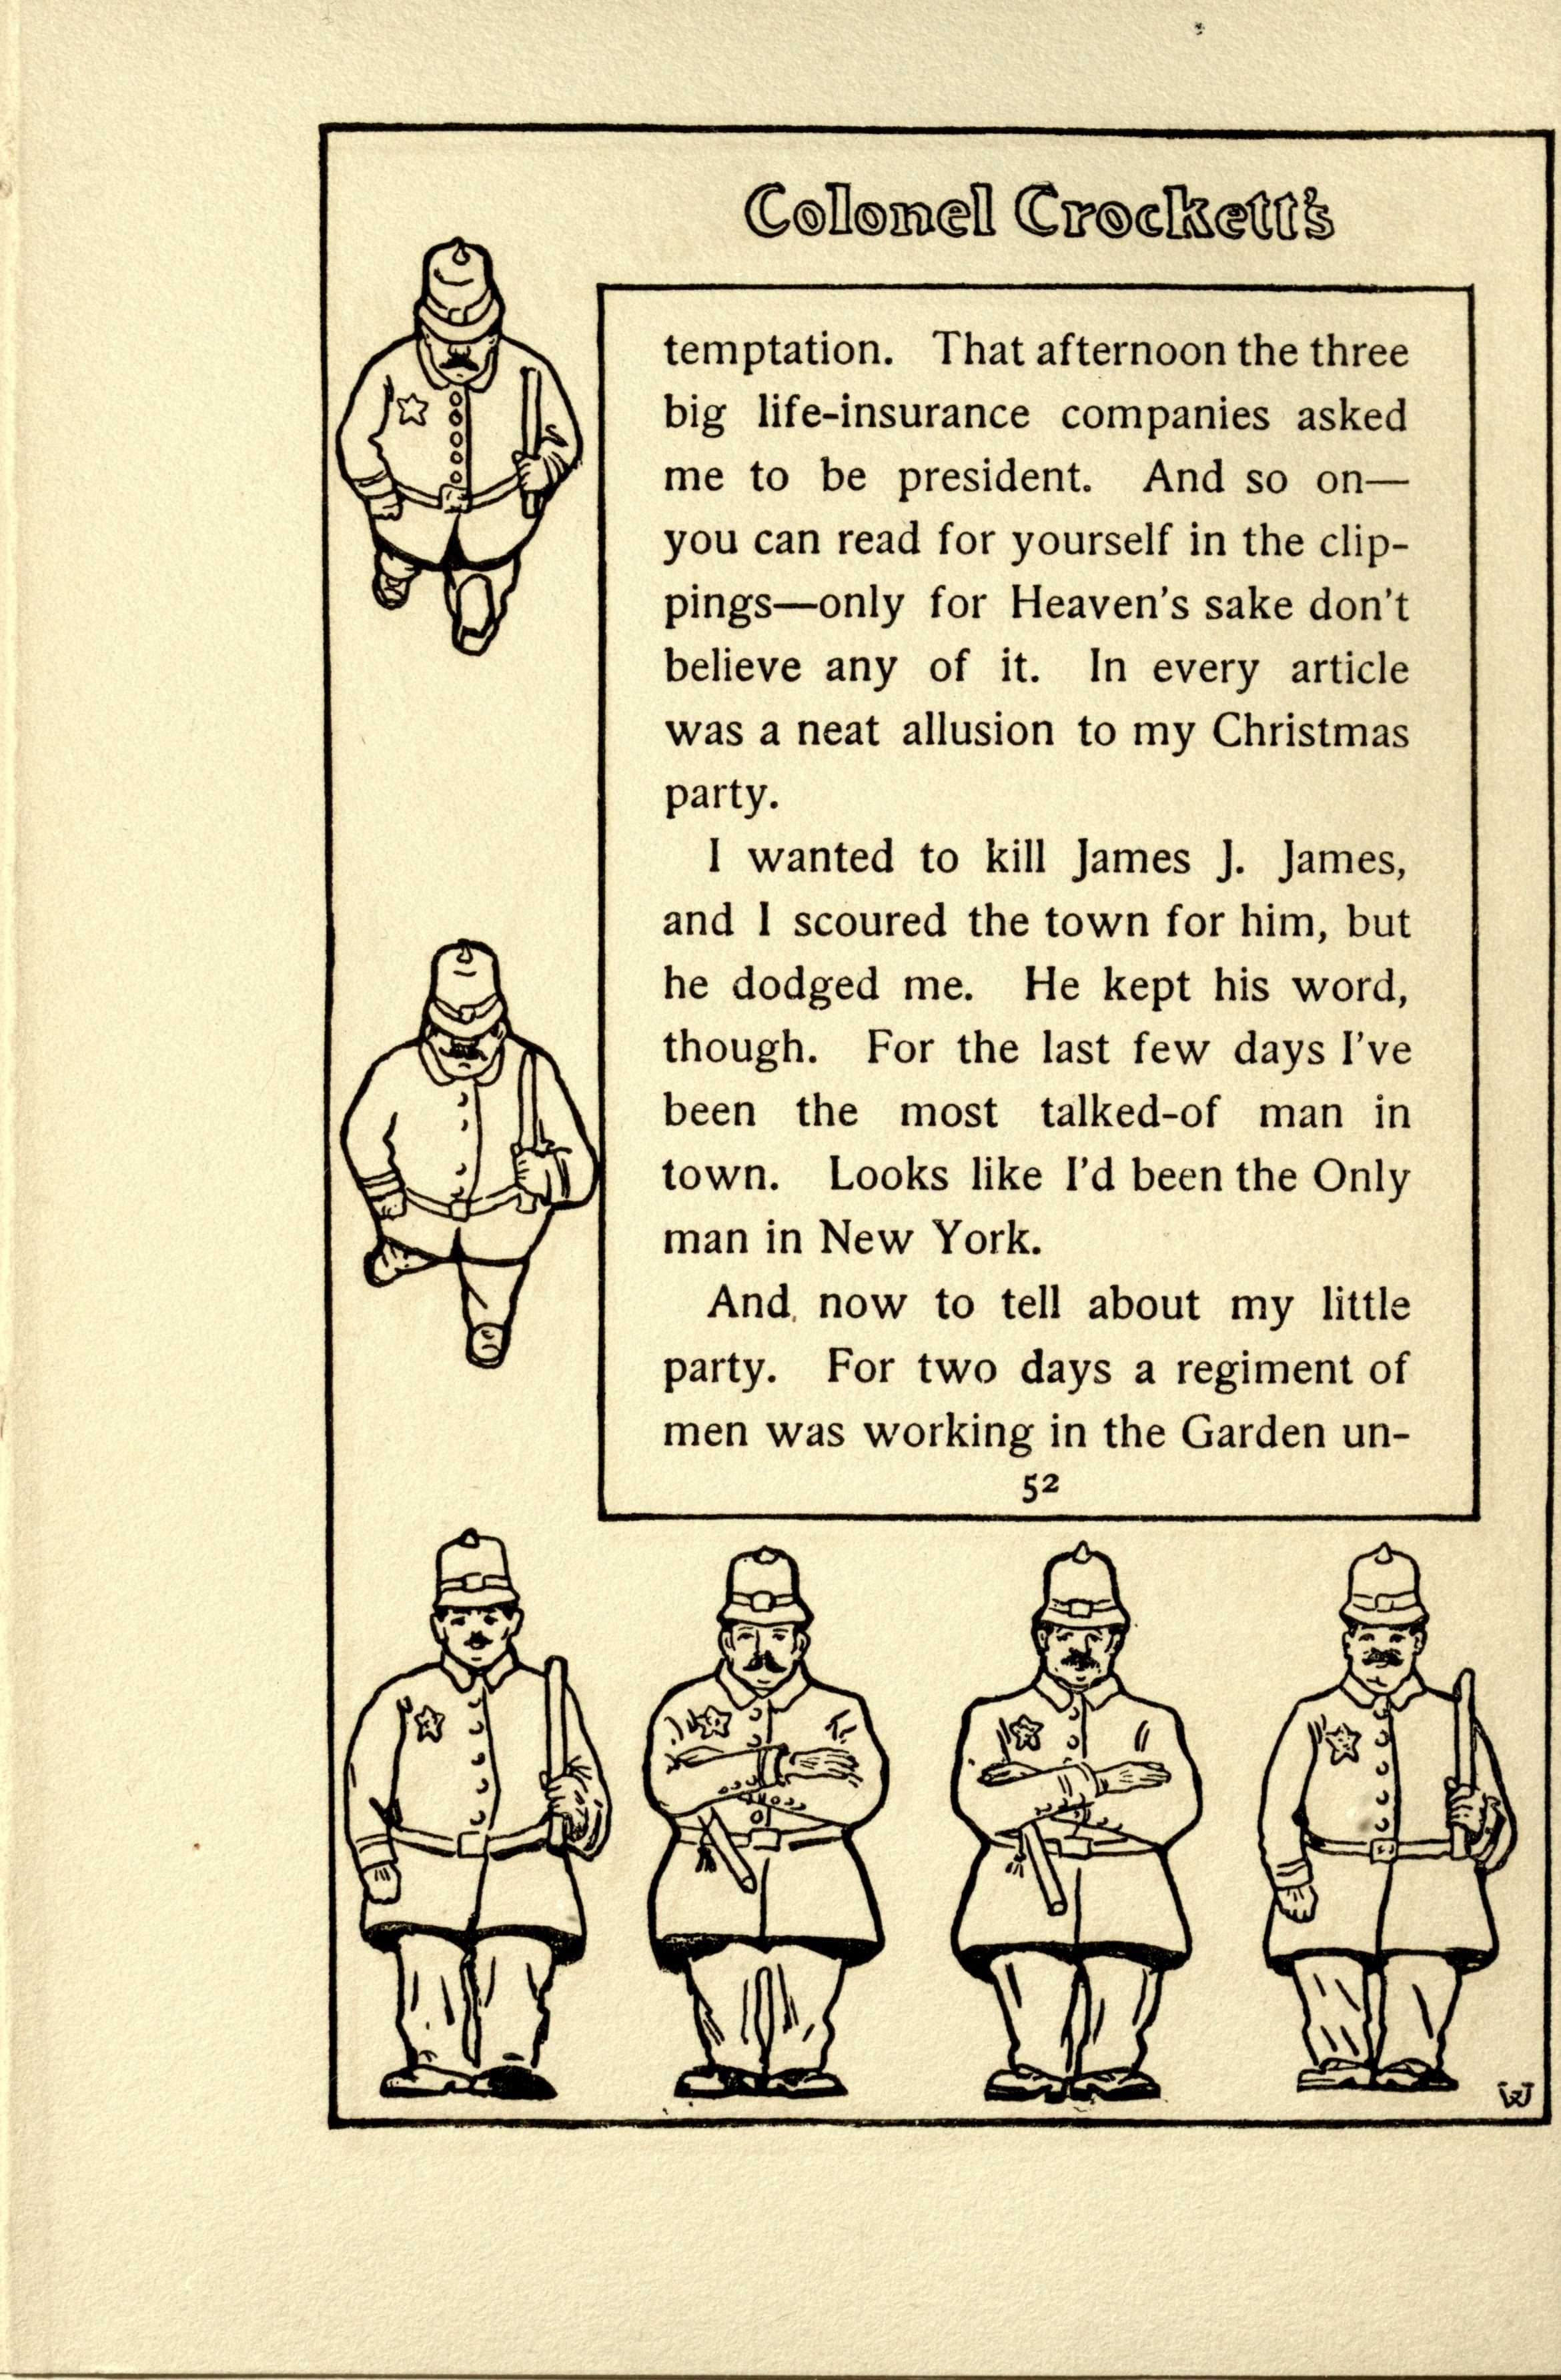 Colonel Crockett's
temptation. That afternoon the three
big life-insurance companies asked
me to be president. And so on—
you can read for yourself in the clip-
pings—only for Heaven's sake don't
believe any of it. In every article
was a neat allusion to my Christmas
party.
I wanted to kill James J. James,
and I scoured the town for him, but
he dodged me. He kept his word,
though. For the last few days I've
been the most talked-of man in
town. Looks like I'd been the Only
man in New York.
And now to tell about my little
party. For two days a regiment of
men was working in the Garden un-
52
W